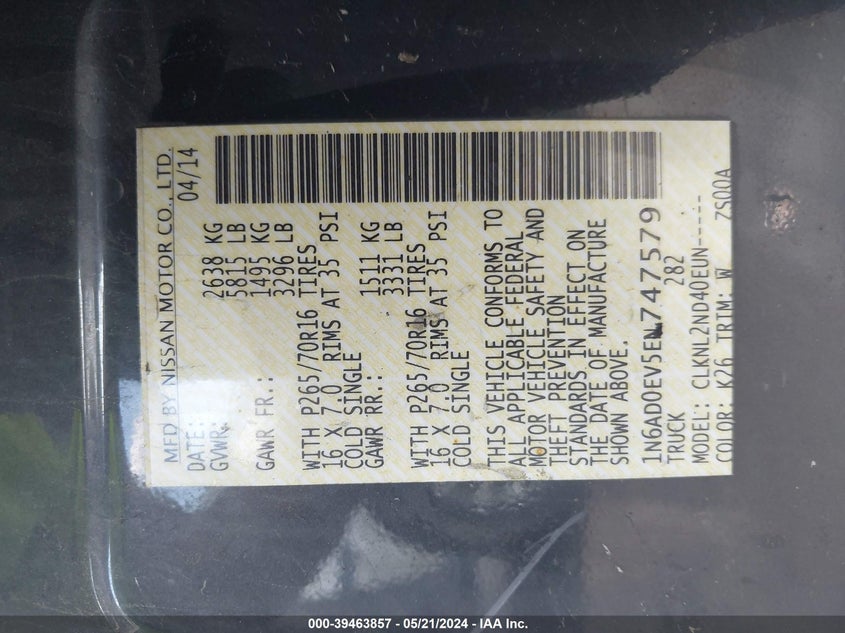 MFD BY NISSAN MOTOR CO., LTD.
DATE: 04/14
GVWR: 2638 KG
5815 LB
GAWR FR.: 1495 KG
3296 LB
WITH P265/70R16 TIRES
16 X 7.0 RIMS AT 35 PSI
COLD SINGLE
GAWR RR.: 1511 KG
3331 LB
WITH P265/70R16 TIRES
16 X 7.0 RIMS AT 35 PSI
COLD SINGLE
THIS VEHICLE CONFORMS TO
ALL APPLICABLE FEDERAL
MOTOR VEHICLE SAFETY AND
THEFT PREVENTION
STANDARDS IN EFFECT ON
THE DATE OF MANUFACTURE
SHOWN ABOVE.
1N6AD0EV5EN747579
TRUCK 282
MODEL: CLKNL2ND40EUN-----
COLOR: K26 TRIM: W ZS00A
000-39463857 - 05/21/2024 - IAA Inc.